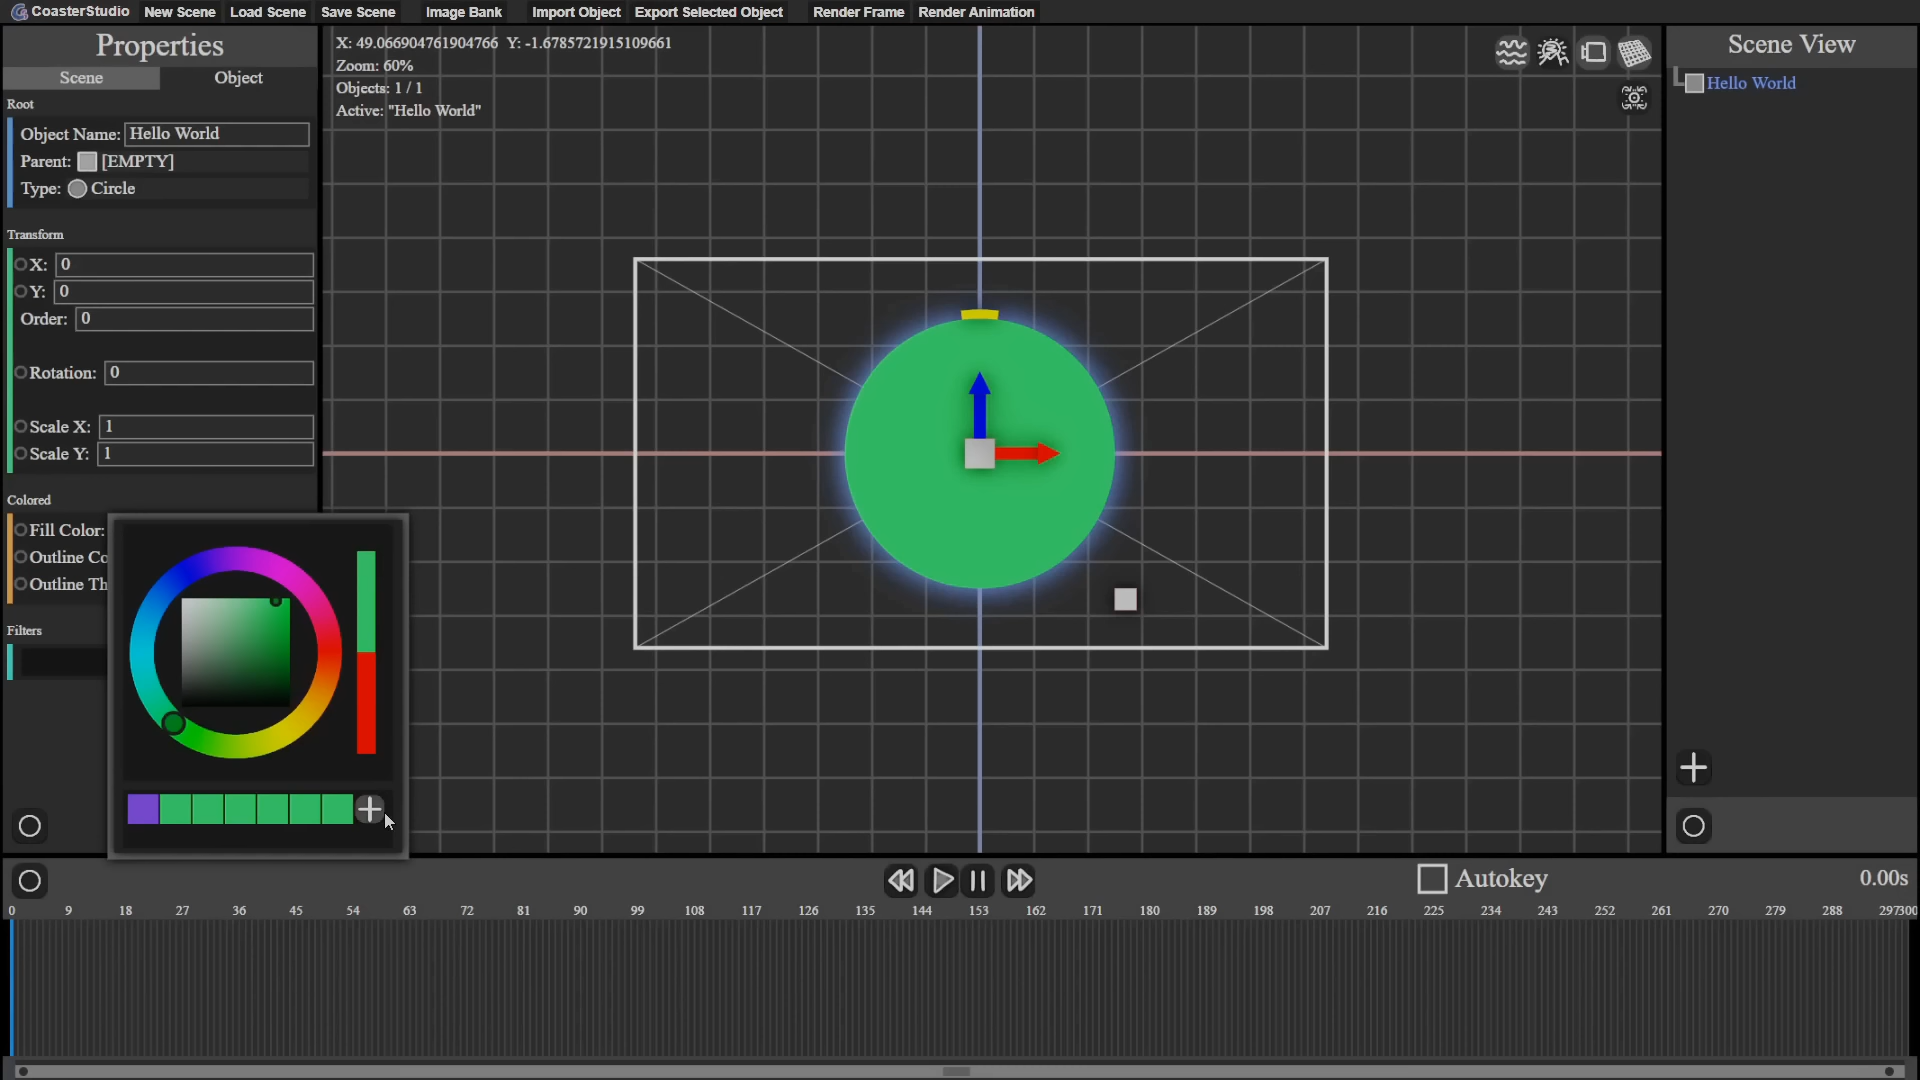 CoasterStudio New Scene Load Scene Save Scene Image Bank Import Object Export Selected Object Render Frame Render Animation
Properties
Scene Object
Root
Object Name: Hello World
Parent: [EMPTY]
Type: Circle
Transform
X: 0
Y: 0
Order: 0
Rotation: 0
Scale X: 1
Scale Y: 1
Colored
Fill Color:
Outline Co
Outline Th
Filters
X: 49.066904761904766 Y: -1.6785721915109661
Zoom: 60%
Objects: 1 / 1
Active: "Hello World"
Scene View
Hello World
Autokey 0.00s
0 9 18 27 36 45 54 63 72 81 90 99 108 117 126 135 144 153 162 171 180 189 198 207 216 225 234 243 252 261 270 279 288 297300